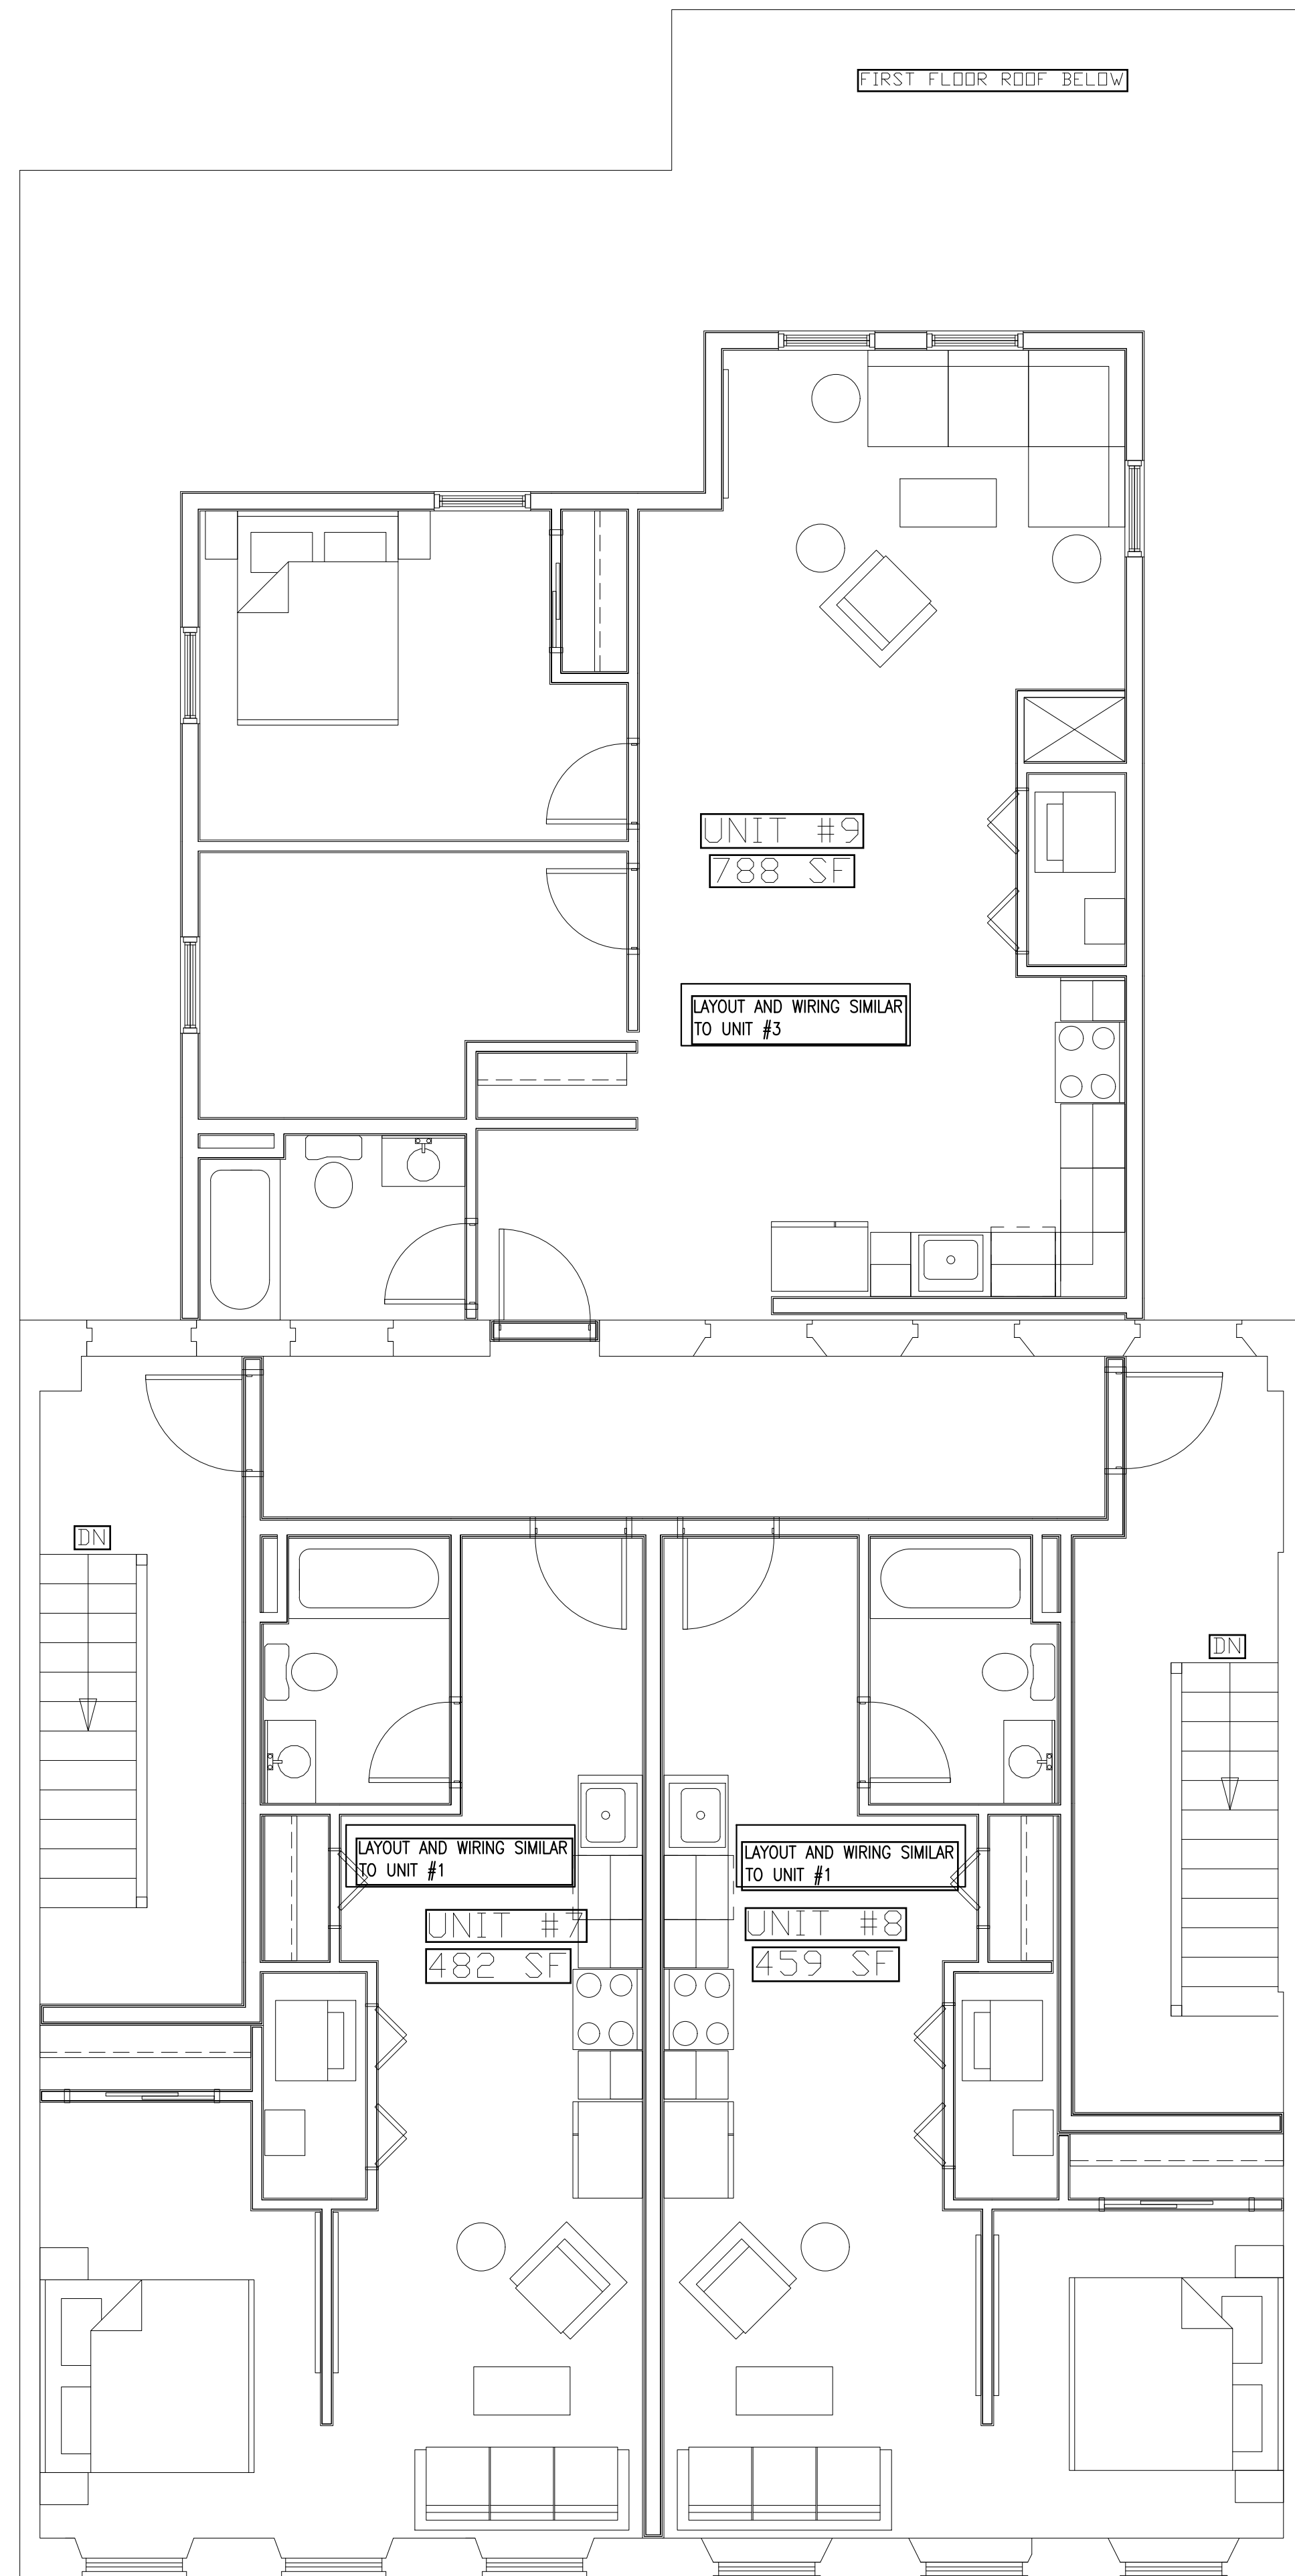 FIRST FLOOR ROOF BELOW
UNIT #9
788 SF
LAYOUT AND WIRING SIMILAR
TO UNIT #3
DN
DN
LAYOUT AND WIRING SIMILAR
TO UNIT #1
LAYOUT AND WIRING SIMILAR
TO UNIT #1
UNIT #7
482 SF
UNIT #8
459 SF